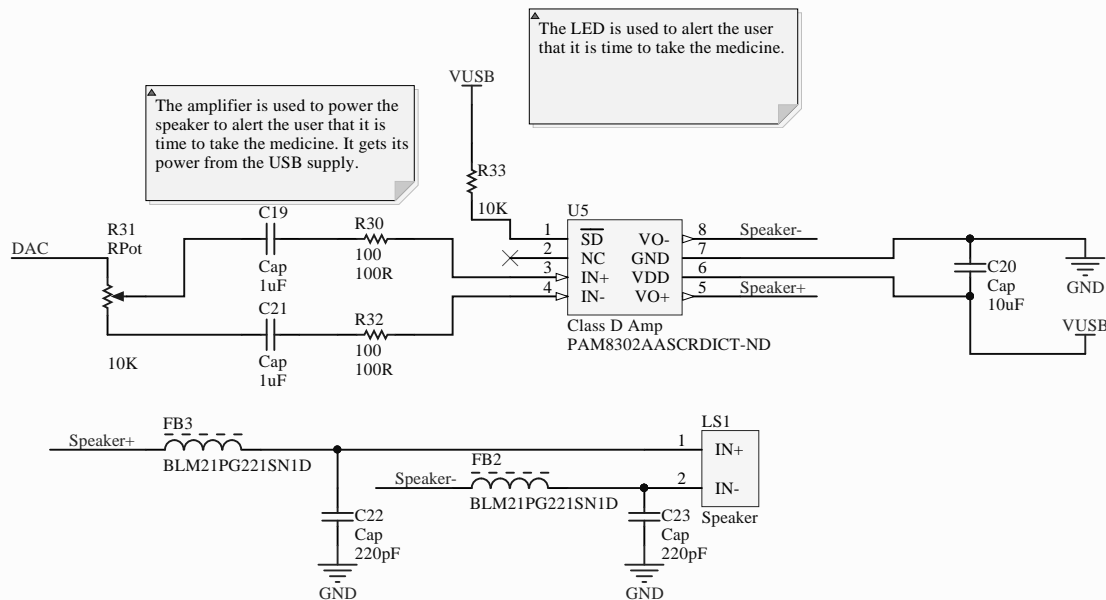 The LED is used to alert the user
that it is time to take the medicine.
VUSB
The amplifier is used to power the
speaker to alert the user that it is
time to take the medicine. It gets its
power from the USB supply.
R33
10K
C19
Cap
1uF
R30
100
100R
R31
RPot
DAC
10K
C21
Cap
1uF
R32
100
100R
U5
1 SD VO- 8 Speaker-
2 NC GND 7
3 IN+ VDD 6
4 IN- VO+ 5 Speaker+
Class D Amp
PAM8302AASCRDICT-ND
C20
Cap
10uF
GND
VUSB
FB3
Speaker+
BLM21PG221SN1D
FB2
Speaker-
BLM21PG221SN1D
LS1
1 IN+
2 IN-
Speaker
C22
Cap
220pF
GND
C23
Cap
220pF
GND